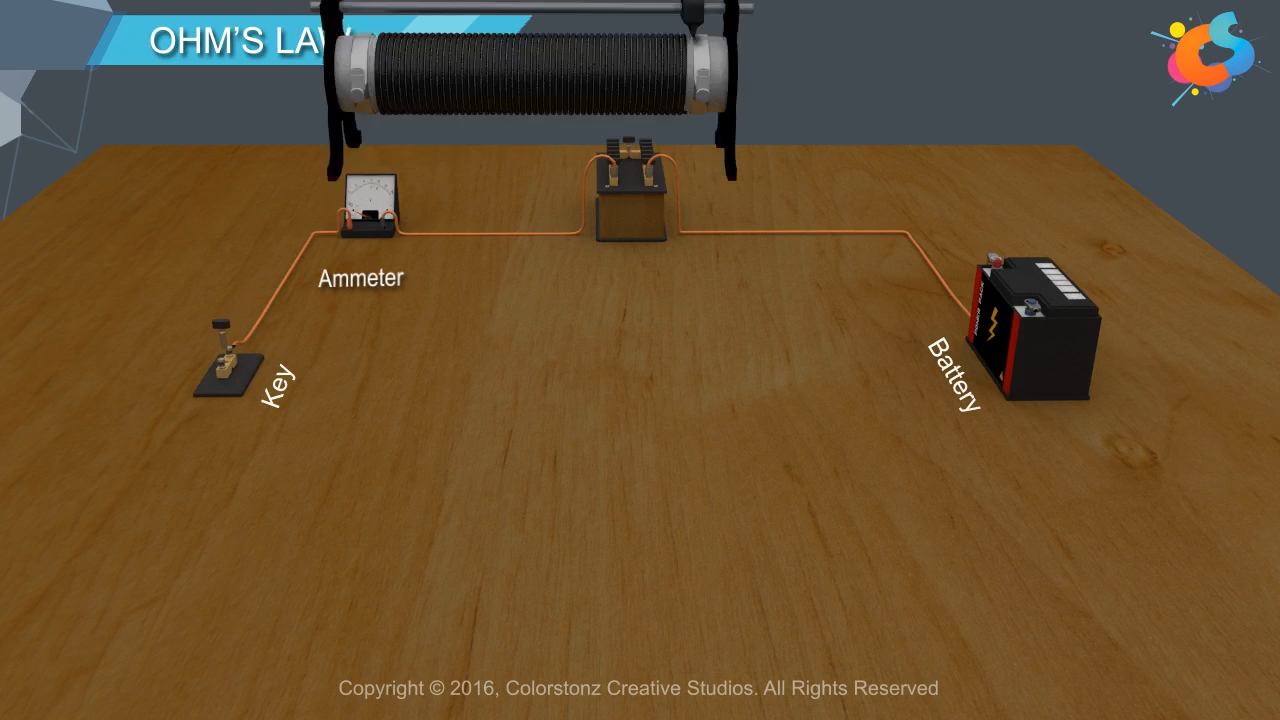 OHM'S LAW
Ammeter
Key
Battery
Copyright © 2016, Colorstonz Creative Studios. All Rights Reserved